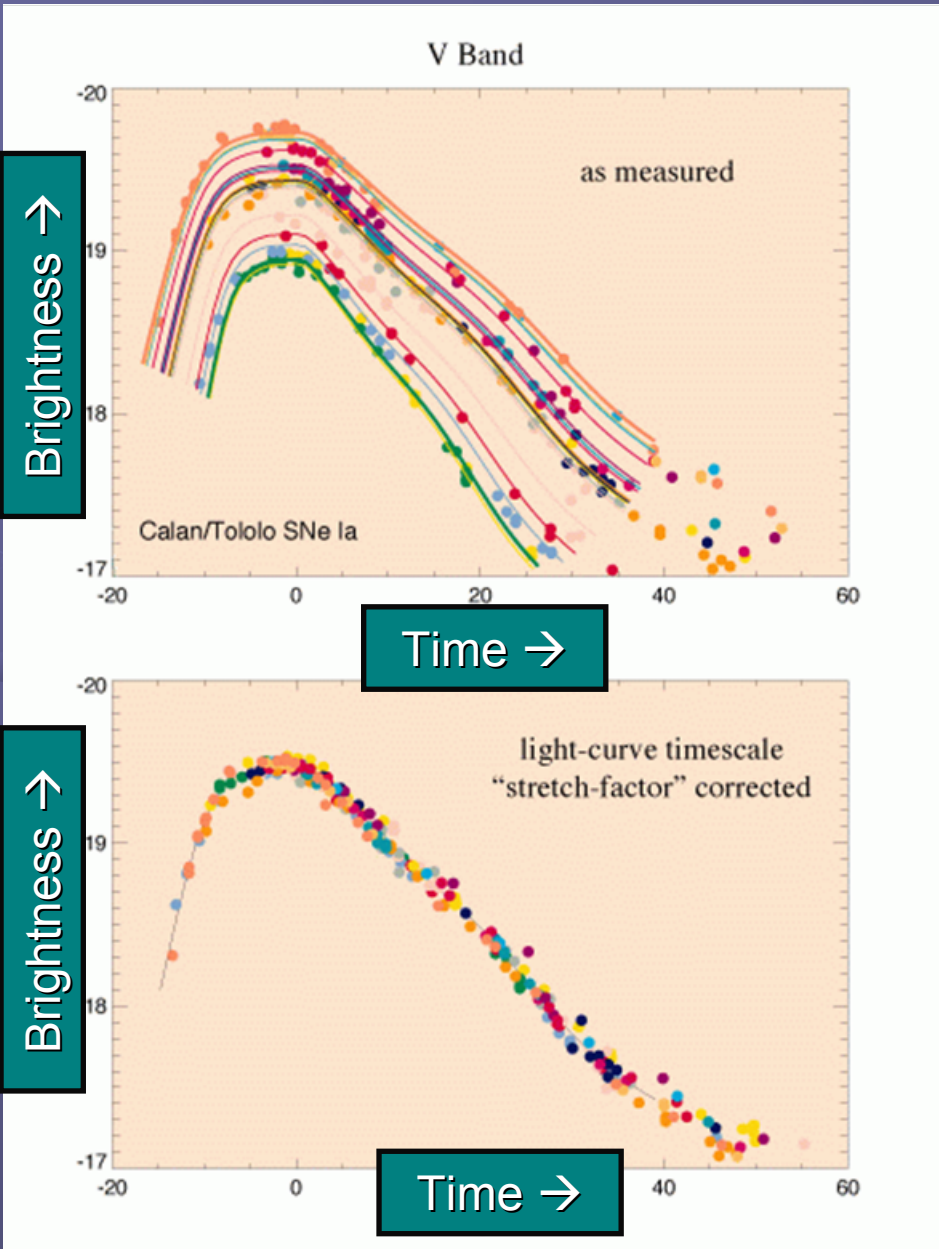 V Band
-20
as measured
Brightness →
19
18
Calan/Tololo SNe Ia
-17
-20 0 20 40 60
Time →
-20
light-curve timescale
“stretch-factor” corrected
Brightness →
19
18
-17
-20 0 40 60
Time →